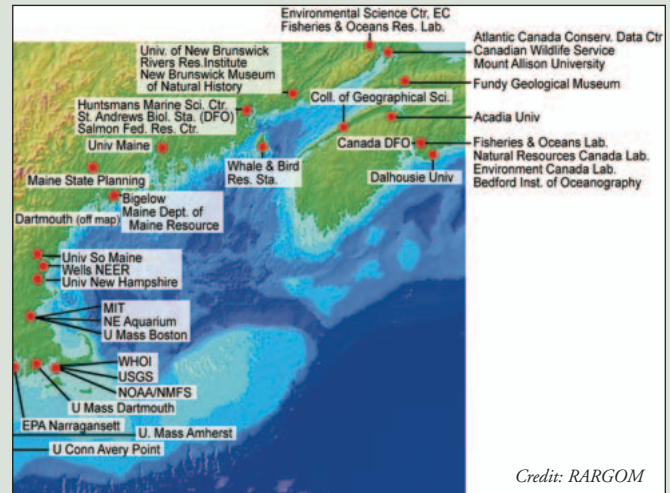 Environmental Science Ctr, EC
Fisheries & Oceans Res. Lab.
Atlantic Canada Conserv. Data Ctr
Canadian Wildlife Service
Mount Allison University
Univ. of New Brunswick
Rivers Res.Institute
New Brunswick Museum
of Natural History
Fundy Geological Museum
Coll. of Geographical Sci.
Huntsmans Marine Sci. Ctr.
St. Andrews Biol. Sta. (DFO)
Salmon Fed. Res. Ctr.
Acadia Univ
Univ Maine
Canada DFO
Fisheries & Oceans Lab.
Natural Resources Canada Lab.
Environment Canada Lab.
Bedford Inst. of Oceanography
Whale & Bird
Res. Sta.
Dalhousie Univ
Maine State Planning
Bigelow
Maine Dept. of
Maine Resource
Dartmouth (off map)
Univ So Maine
Wells NEER
Univ New Hampshire
MIT
NE Aquarium
U Mass Boston
WHOI
USGS
NOAA/NMFS
U Mass Dartmouth
EPA Narragansett
U. Mass Amherst
U Conn Avery Point
Credit: RARGOM